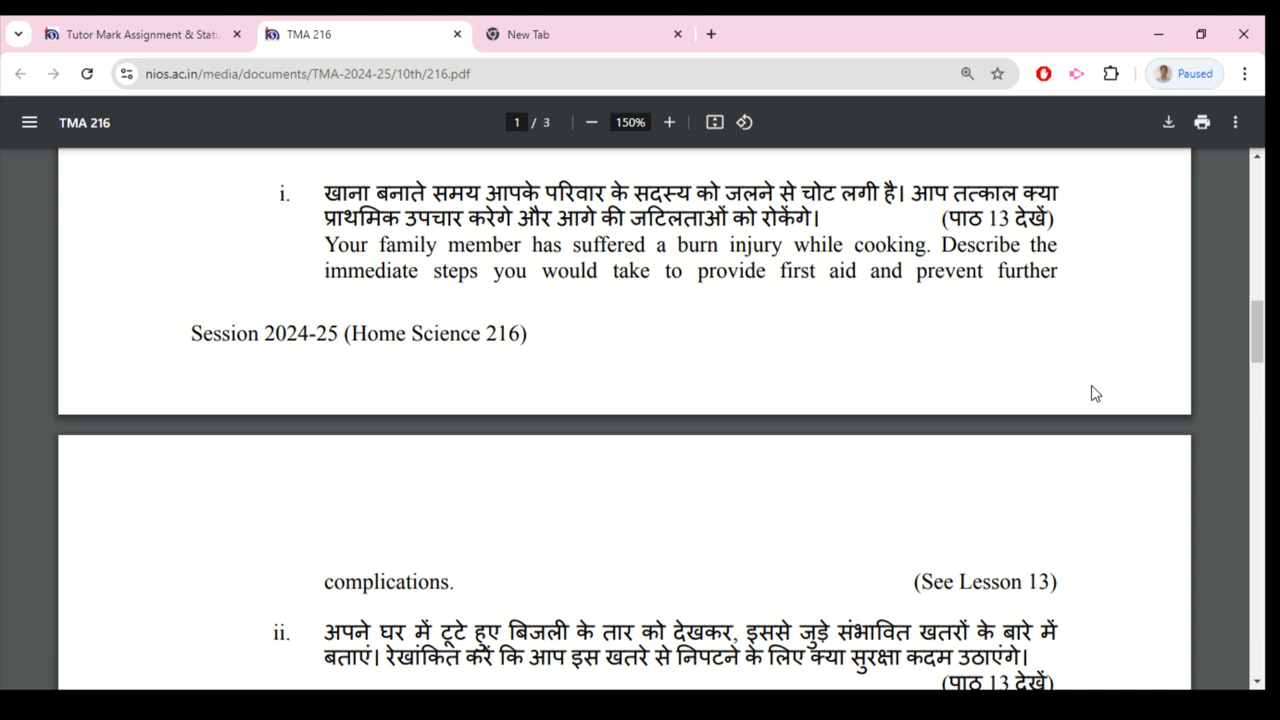 Tutor Mark Assignment & Statu
TMA 216
New Tab
nios.ac.in/media/documents/TMA-2024-25/10th/216.pdf
Paused
TMA 216
1 / 3
150%
i. खाना बनाते समय आपके परिवार के सदस्य को जलने से चोट लगी है। आप तत्काल क्या
प्राथमिक उपचार करेगे और आगे की जटिलताओं को रोकेंगे। (पाठ 13 देखें)
Your family member has suffered a burn injury while cooking. Describe the
immediate steps you would take to provide first aid and prevent further
Session 2024-25 (Home Science 216)
complications. (See Lesson 13)
ii. अपने घर में टूटे हुए बिजली के तार को देखकर, इससे जुड़े संभावित खतरों के बारे में
बताएं। रेखांकित करें कि आप इस खतरे से निपटने के लिए क्या सुरक्षा कदम उठाएंगे।
(पाठ 13 देखें)